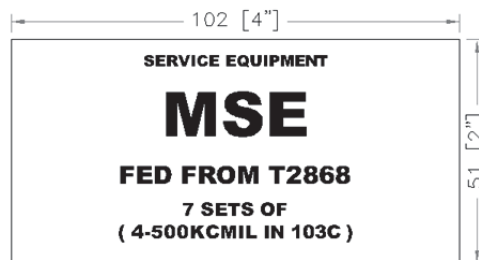 102 [4"]
SERVICE EQUIPMENT
MSE
FED FROM T2868
7 SETS OF
( 4-500KCMIL IN 103C )
51 [2"]